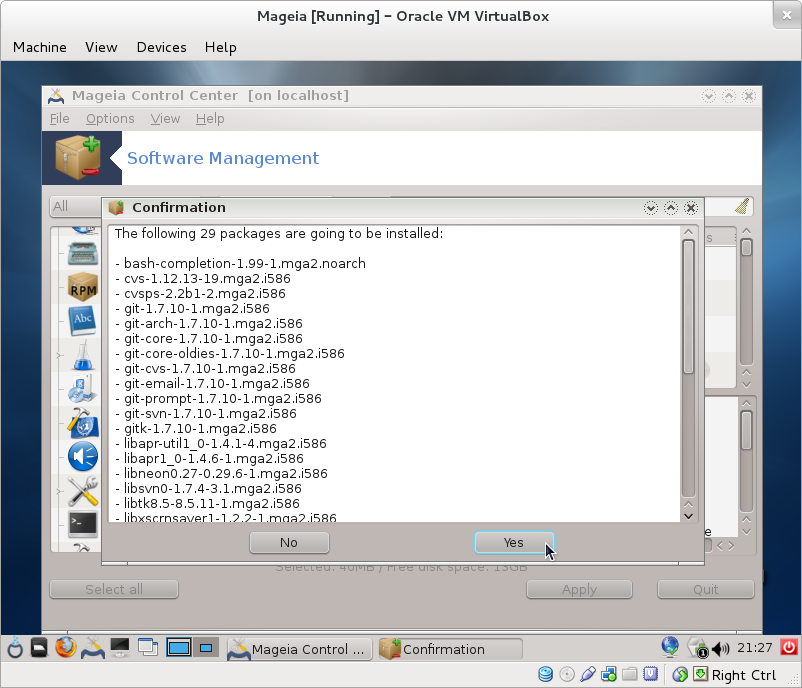 Mageia [Running] – Oracle VM VirtualBox
Machine View Devices Help
Mageia Control Center [on localhost]
File Options View Help
Software Management
All
Confirmation
The following 29 packages are going to be installed:
- bash-completion-1.99-1.mga2.noarch
- cvs-1.12.13-19.mga2.i586
- cvsps-2.2b1-2.mga2.i586
- git-1.7.10-1.mga2.i586
- git-arch-1.7.10-1.mga2.i586
- git-core-1.7.10-1.mga2.i586
- git-core-oldies-1.7.10-1.mga2.i586
- git-cvs-1.7.10-1.mga2.i586
- git-email-1.7.10-1.mga2.i586
- git-prompt-1.7.10-1.mga2.i586
- git-svn-1.7.10-1.mga2.i586
- gitk-1.7.10-1.mga2.i586
- libapr-util1_0-1.4.1-4.mga2.i586
- libapr1_0-1.4.6-1.mga2.i586
- libneon0.27-0.29.6-1.mga2.i586
- libsvn0-1.7.4-3.1.mga2.i586
- libtk8.5-8.5.11-1.mga2.i586
- libxscrnsaver1-1.2.2-1.mga2.i586
s
RPM
Abc
e
No Yes
Selected: 40MB / Free disk space: 13GB
Select all Apply Quit
Mageia Control ... Confirmation 1 21:27
Right Ctrl